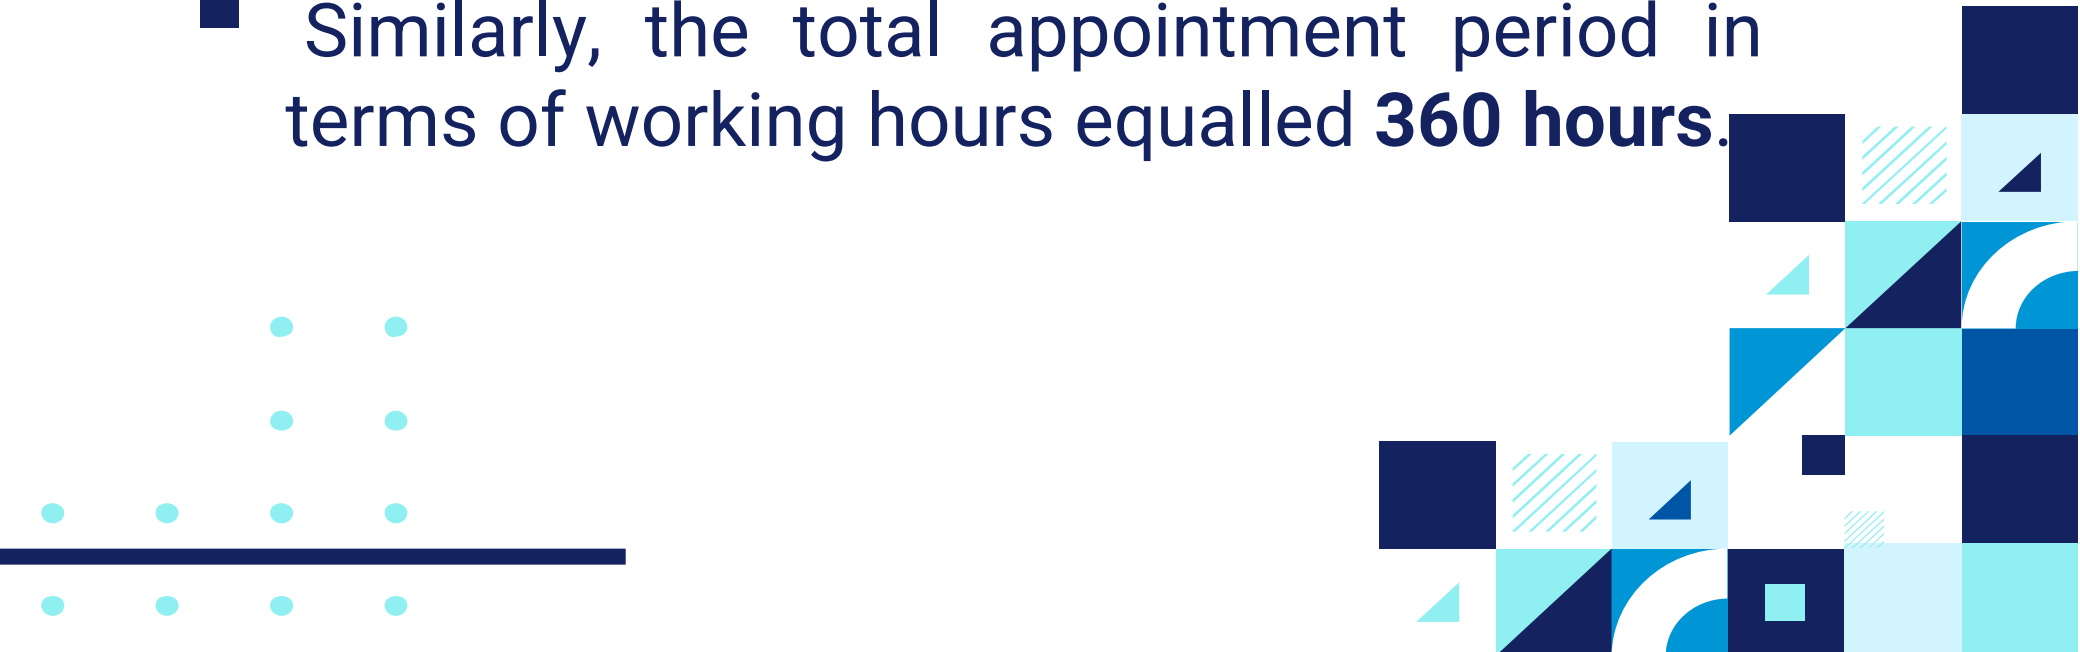 Similarly, the total appointment period in
terms of working hours equalled 360 hours.